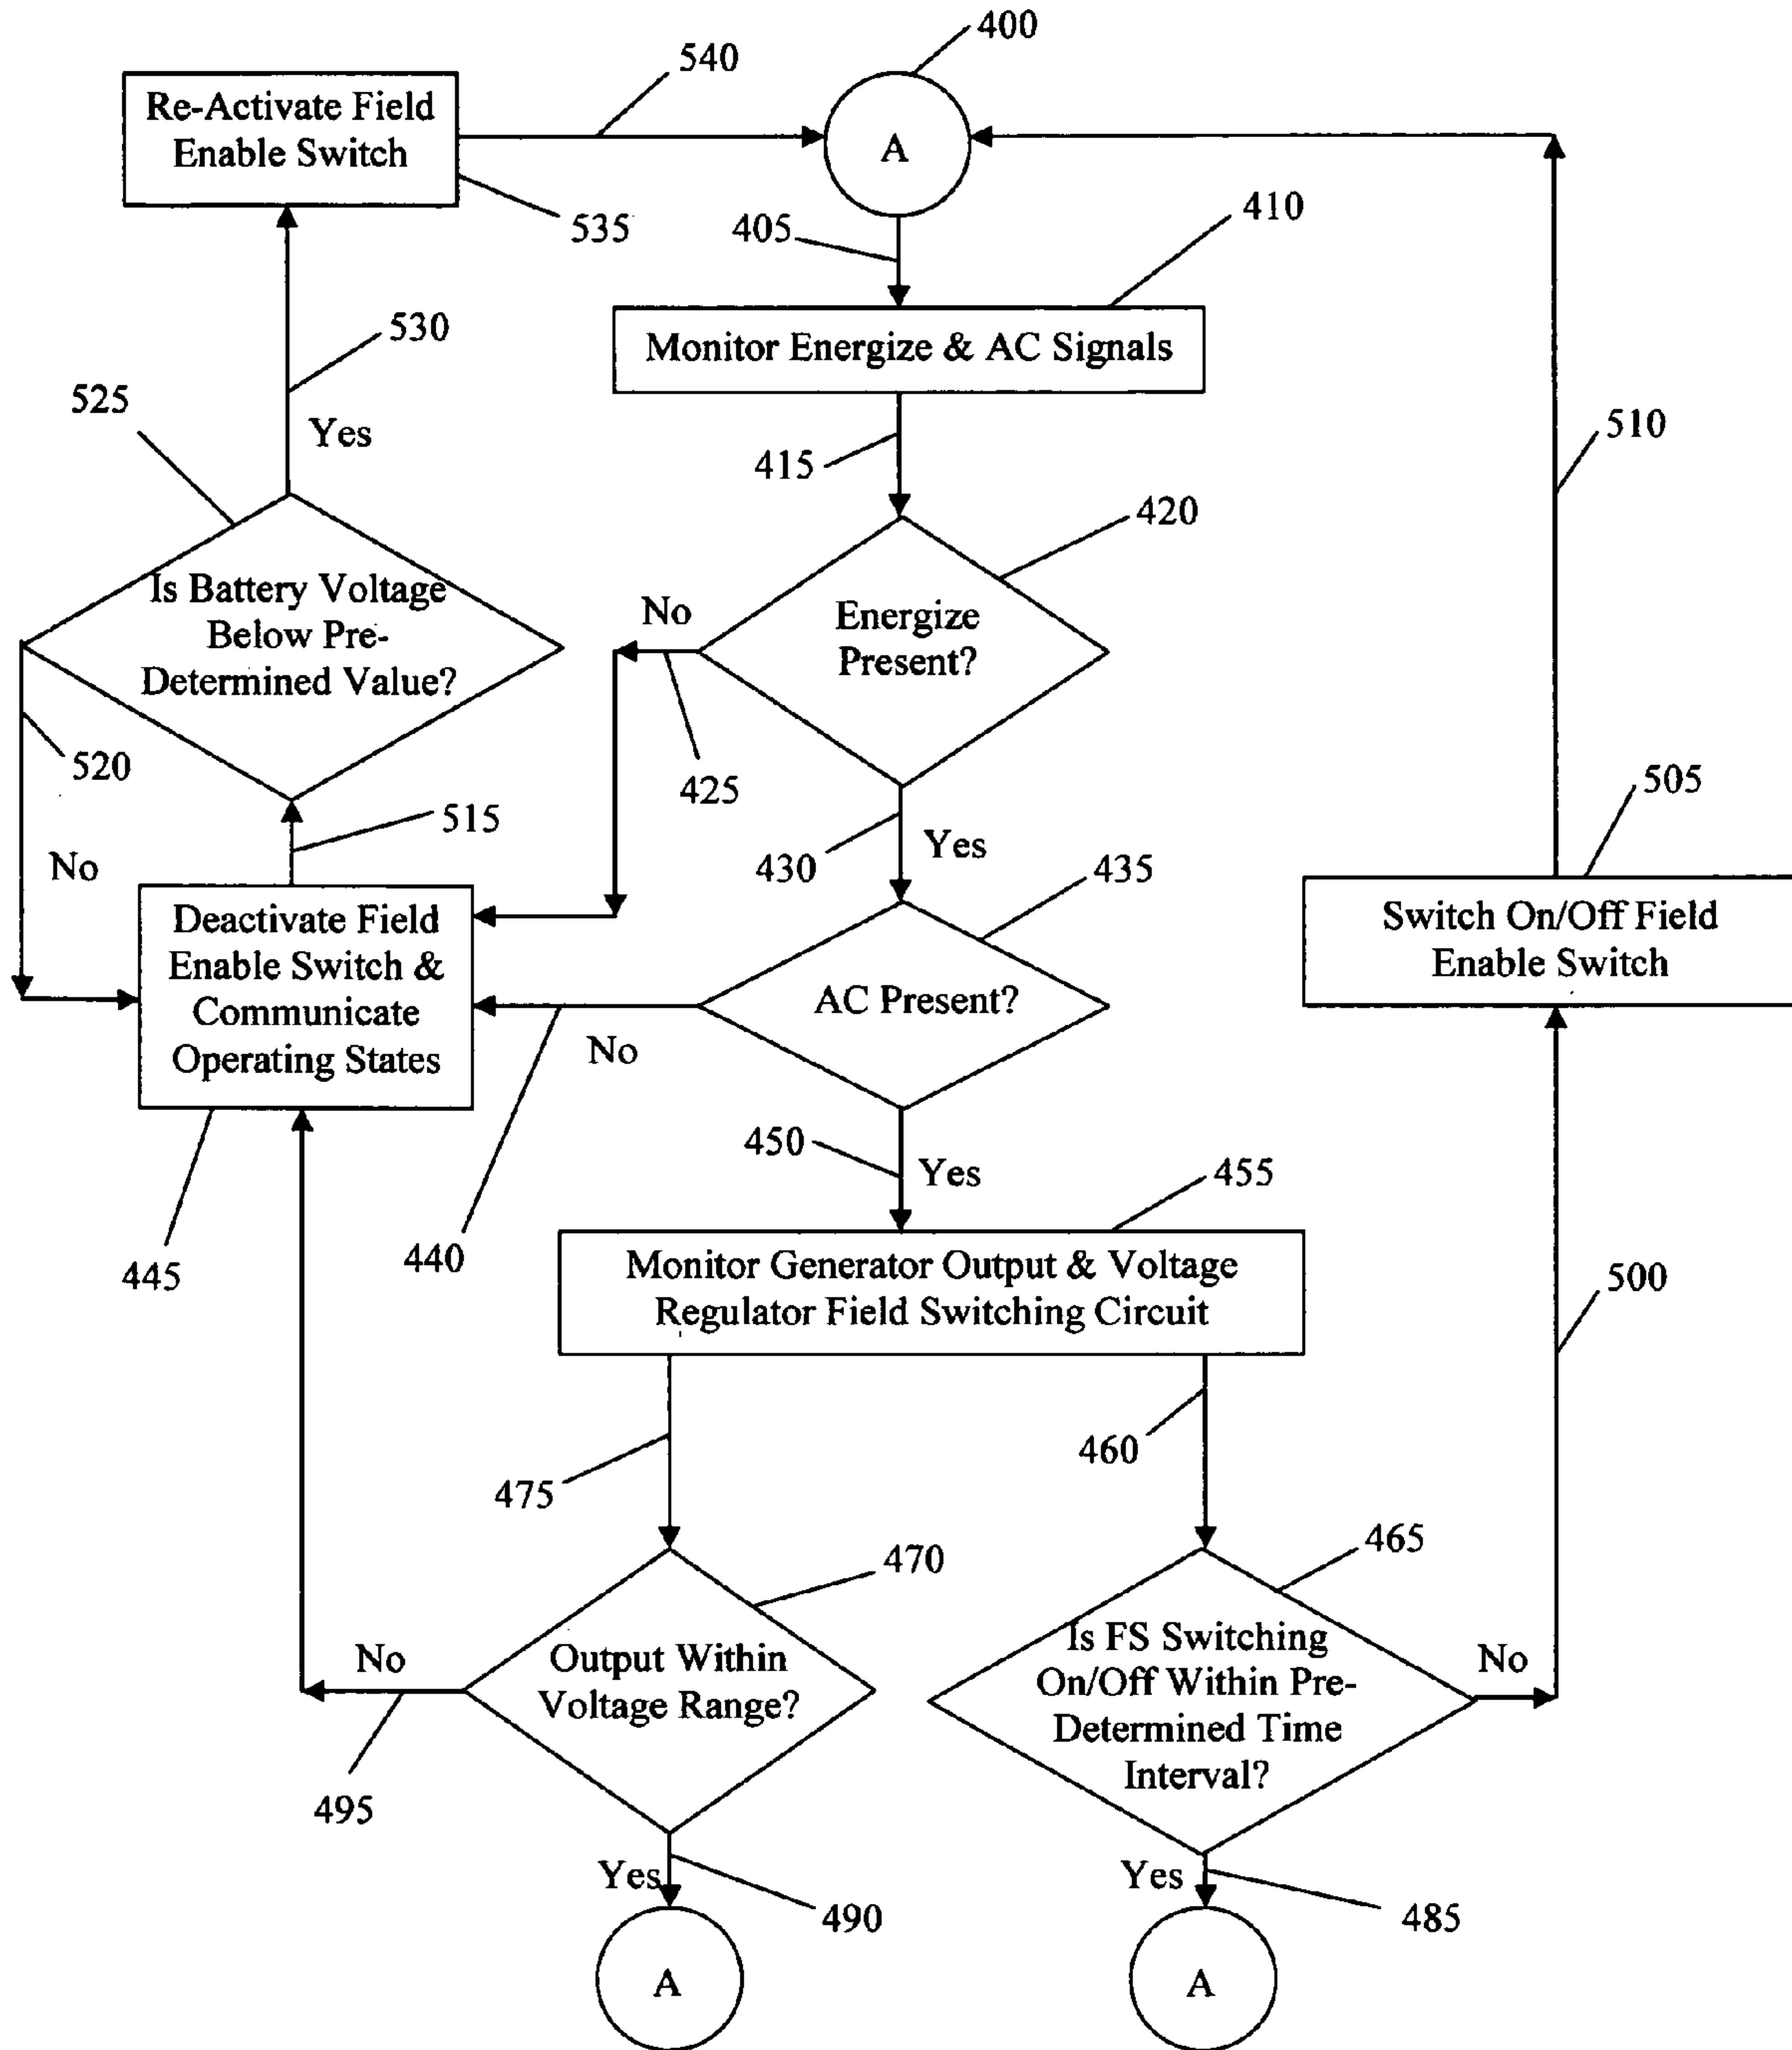 400
540
Re-Activate Field
Enable Switch
A
535
405
410
Monitor Energize & AC Signals
530
525
Yes
415
510
420
Is Battery Voltage
Below Pre-
Determined Value?
No
Energize
Present?
520
425
515
505
No
430
Yes
435
Deactivate Field
Enable Switch &
Communicate
Operating States
AC Present?
Switch On/Off Field
Enable Switch
No
450
Yes
455
445
440
Monitor Generator Output & Voltage
Regulator Field Switching Circuit
500
475
460
470
465
No
Output Within
Voltage Range?
Is FS Switching
On/Off Within Pre-
Determined Time
Interval?
No
495
Yes
490
Yes
485
A
A